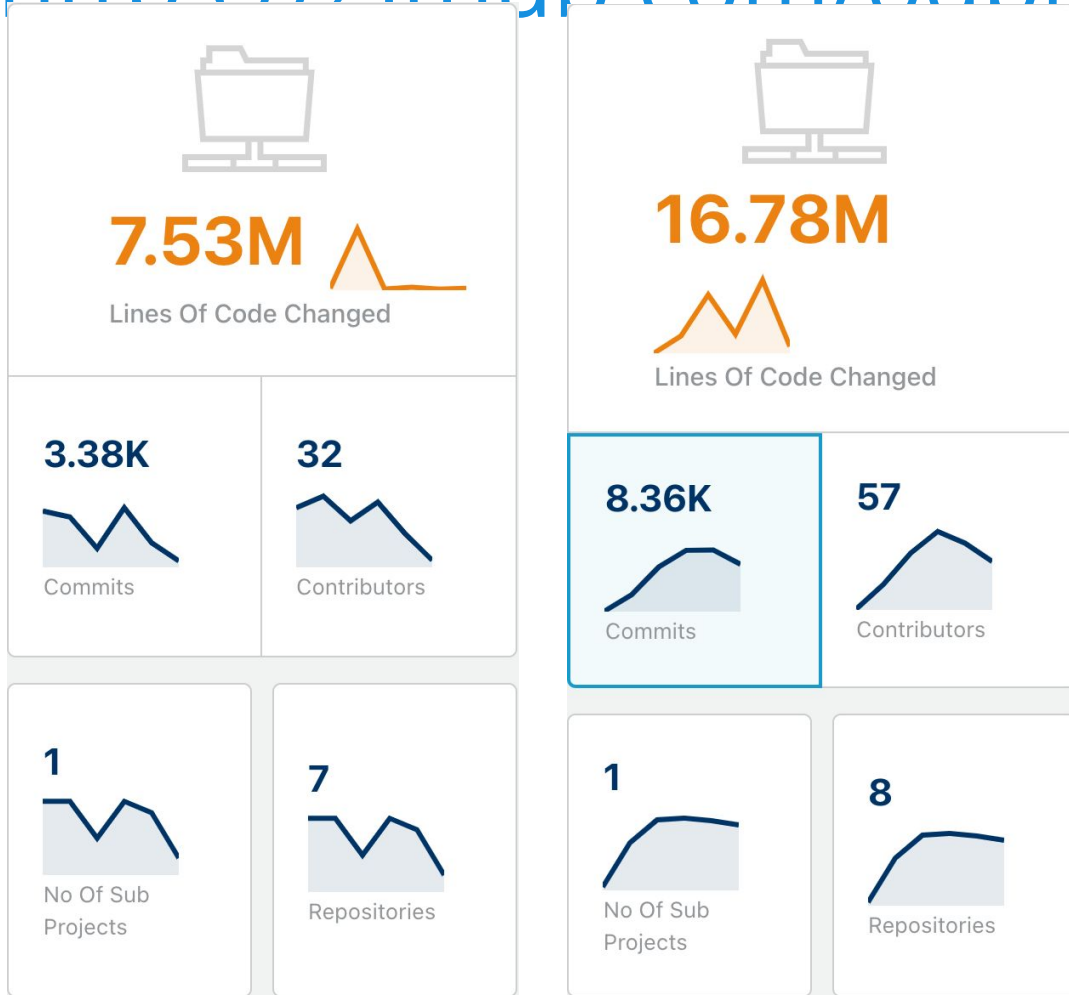 7.53M
Lines Of Code Changed
3.38K
Commits
32
Contributors
1
No Of Sub
Projects
7
Repositories
16.78M
Lines Of Code Changed
8.36K
Commits
57
Contributors
1
No Of Sub
Projects
8
Repositories